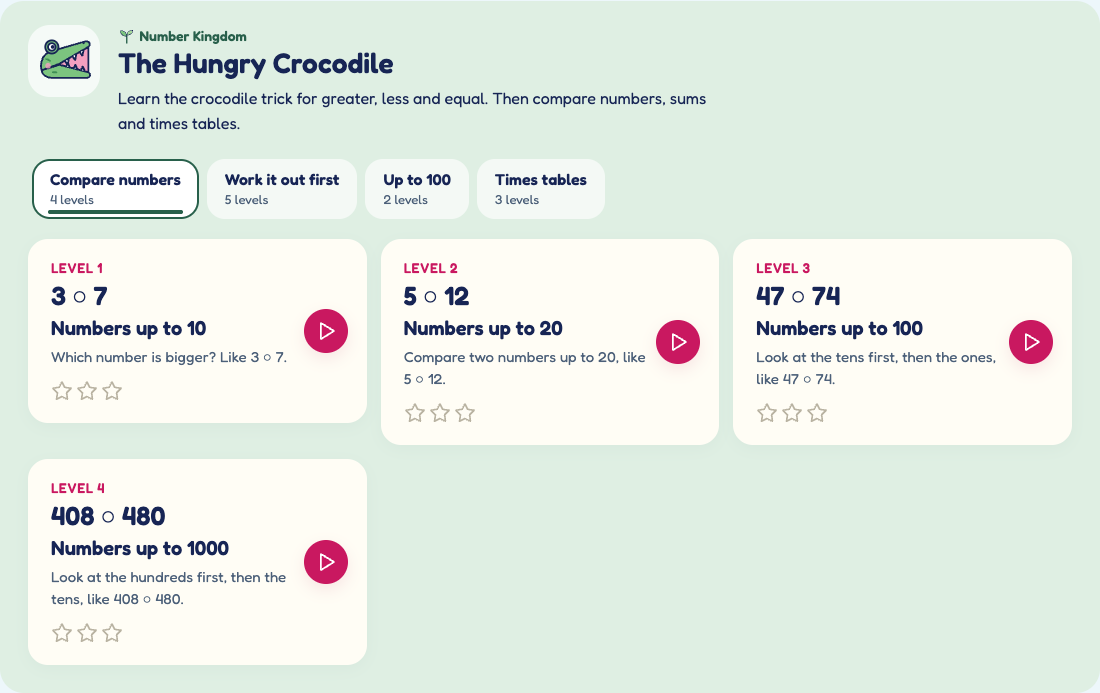 Number Kingdom
The Hungry Crocodile
Learn the crocodile trick for greater, less and equal. Then compare numbers, sums
and times tables.
Compare numbers
4 levels
Work it out first
5 levels
Up to 100
2 levels
Times tables
3 levels
LEVEL 1
3 ○ 7
Numbers up to 10
Which number is bigger? Like 3 ○ 7.
LEVEL 2
5 ○ 12
Numbers up to 20
Compare two numbers up to 20, like
5 ○ 12.
LEVEL 3
47 ○ 74
Numbers up to 100
Look at the tens first, then the ones,
like 47 ○ 74.
LEVEL 4
408 ○ 480
Numbers up to 1000
Look at the hundreds first, then the
tens, like 408 ○ 480.